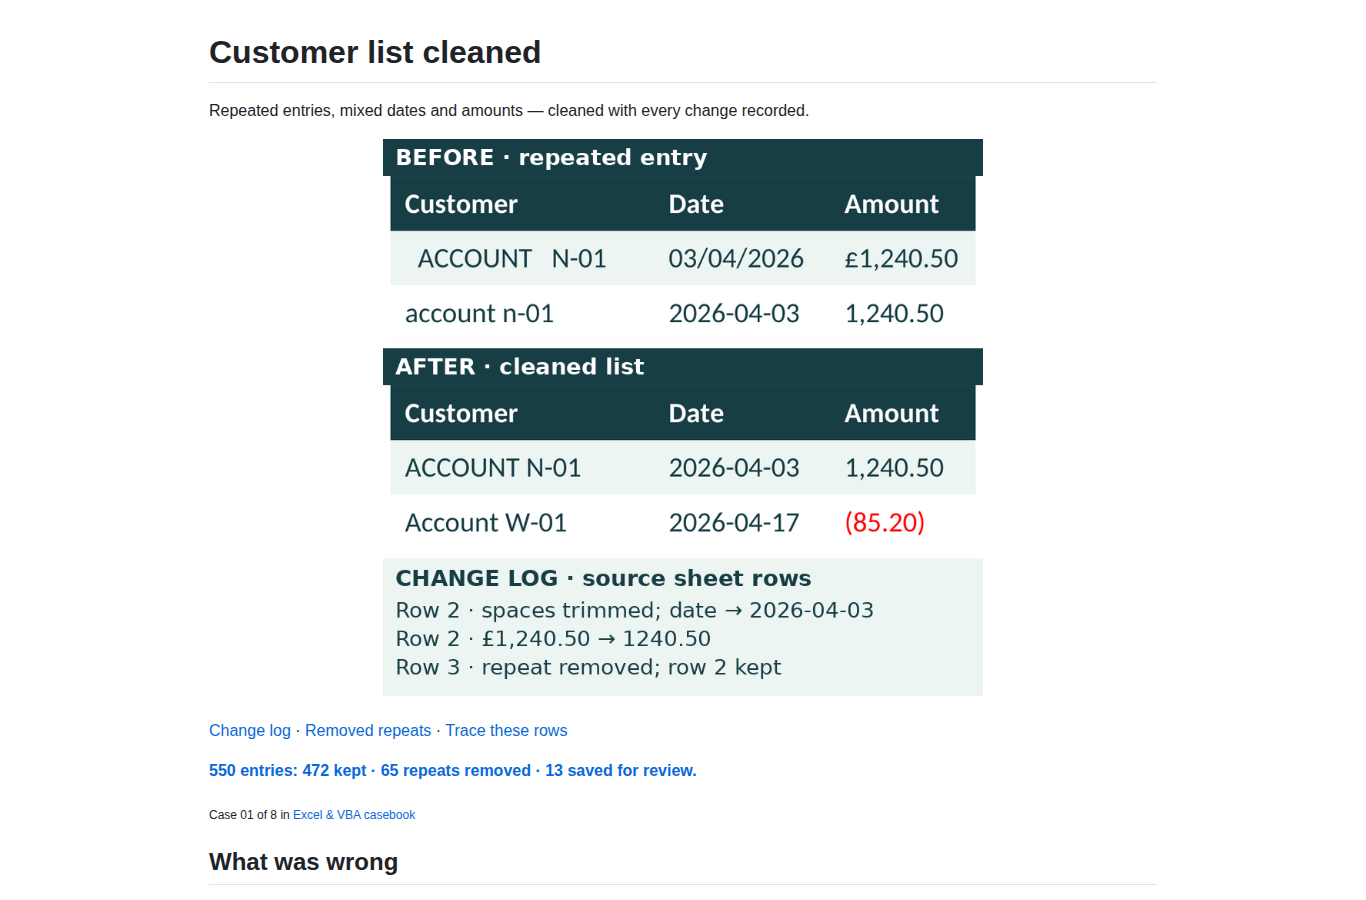 Customer list cleaned
Repeated entries, mixed dates and amounts — cleaned with every change recorded.
BEFORE · repeated entry
Customer Date Amount
ACCOUNT   N-01 03/04/2026 £1,240.50
account n-01 2026-04-03 1,240.50
AFTER · cleaned list
Customer Date Amount
ACCOUNT N-01 2026-04-03 1,240.50
Account W-01 2026-04-17 (85.20)
CHANGE LOG · source sheet rows
Row 2 · spaces trimmed; date → 2026-04-03
Row 2 · £1,240.50 → 1240.50
Row 3 · repeat removed; row 2 kept
Change log · Removed repeats · Trace these rows
550 entries: 472 kept · 65 repeats removed · 13 saved for review.
Case 01 of 8 in Excel & VBA casebook
What was wrong